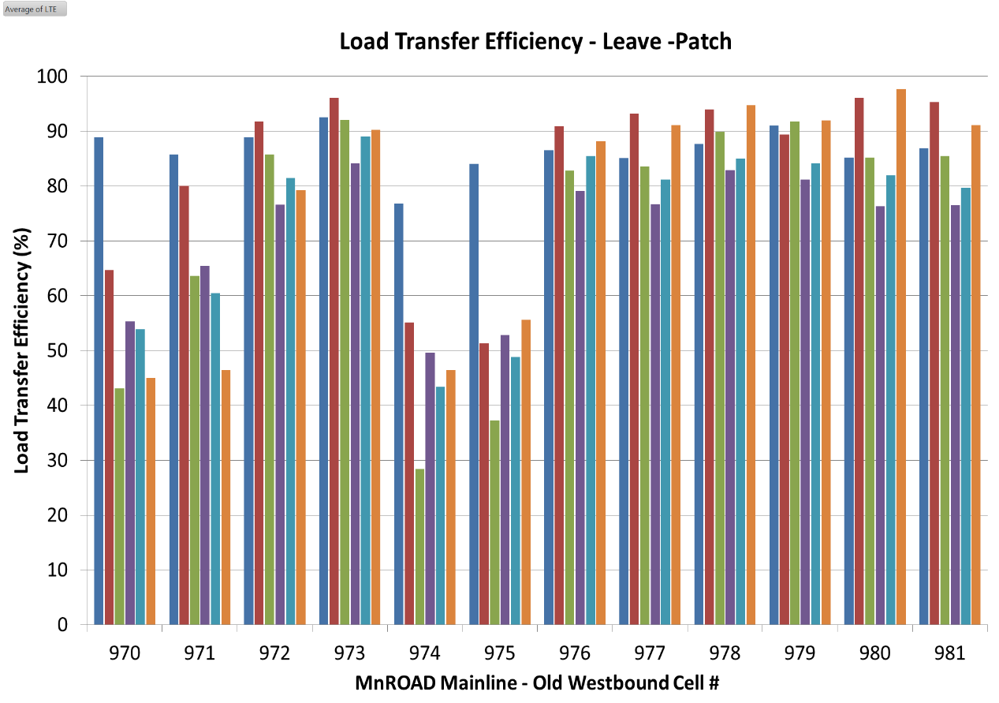 Average of LTE
Load Transfer Efficiency - Leave -Patch
Load Transfer Efficiency (%)
100
90
80
70
60
50
40
30
20
10
0
970 971 972 973 974 975 976 977 978 979 980 981
MnROAD Mainline - Old Westbound Cell #